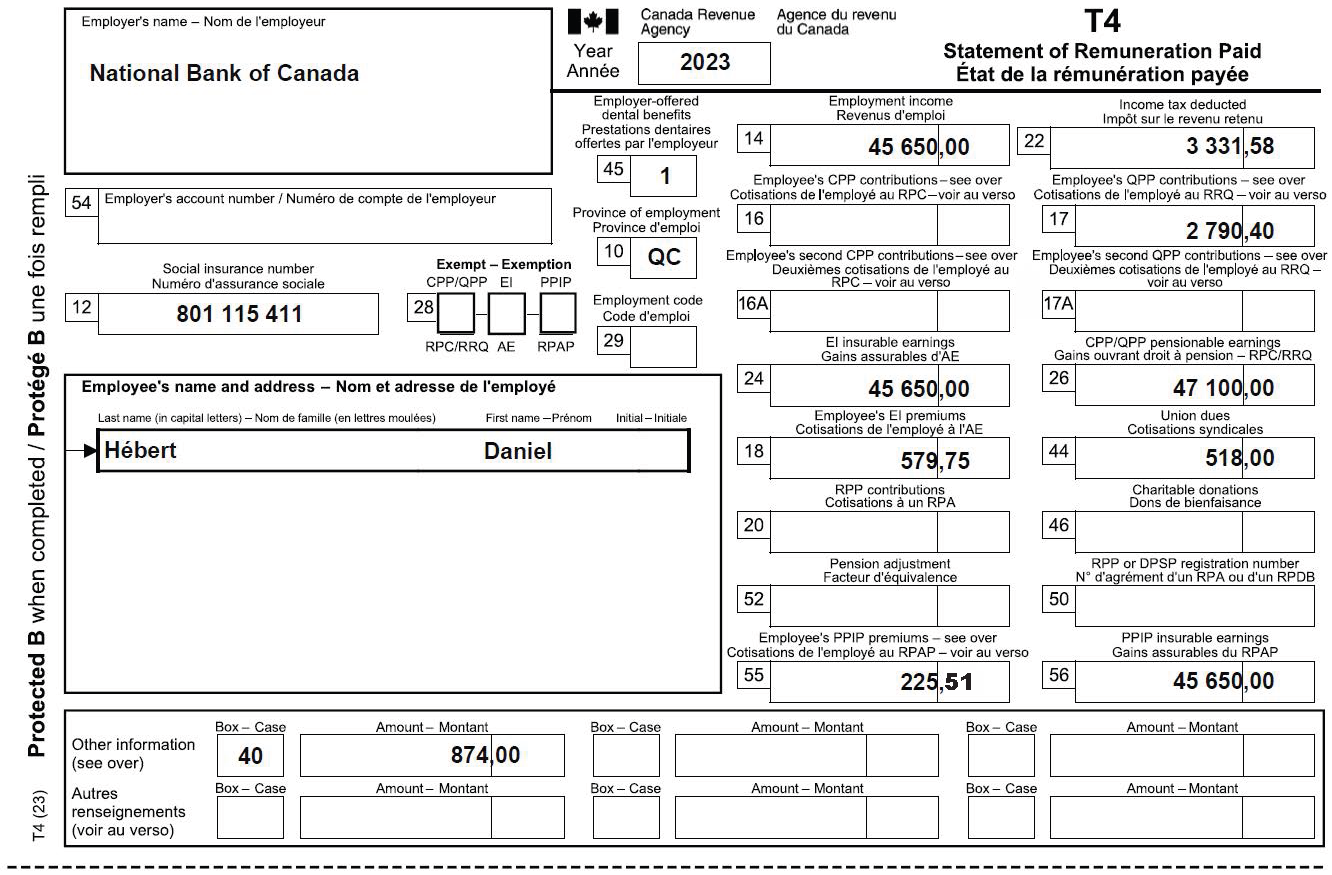 Employer's name – Nom de l'employeur
National Bank of Canada
Canada Revenue Agency
Agence du revenu du Canada
Year
Année
2023
T4
Statement of Remuneration Paid
État de la rémunération payée
Employer-offered
dental benefits
Prestations dentaires
offertes par l'employeur
45 1
Employment income
Revenus d'emploi
14 45 650,00
Income tax deducted
Impôt sur le revenu retenu
22 3 331,58
54 Employer's account number / Numéro de compte de l'employeur
Province of employment
Province d'emploi
10 QC
Employee's CPP contributions – see over
Cotisations de l'employé au RPC – voir au verso
16
Employee's QPP contributions – see over
Cotisations de l'employé au RRQ – voir au verso
17 2 790,40
Social insurance number
Numéro d'assurance sociale
12 801 115 411
Exempt – Exemption
CPP/QPP EI PPIP
28
RPC/RRQ AE RPAP
Employment code
Code d'emploi
29
Employee's second CPP contributions – see over
Deuxièmes cotisations de l'employé au
RPC – voir au verso
16A
Employee's second QPP contributions – see over
Deuxièmes cotisations de l'employé au RRQ –
voir au verso
17A
EI insurable earnings
Gains assurables d'AE
24 45 650,00
CPP/QPP pensionable earnings
Gains ouvrant droit à pension – RPC/RRQ
26 47 100,00
Employee's name and address – Nom et adresse de l'employé
Last name (in capital letters) – Nom de famille (en lettres moulées) First name – Prénom Initial – Initiale
Hébert Daniel
Employee's EI premiums
Cotisations de l'employé à l'AE
18 579,75
Union dues
Cotisations syndicales
44 518,00
RPP contributions
Cotisations à un RPA
20
Charitable donations
Dons de bienfaisance
46
Pension adjustment
Facteur d'équivalence
52
RPP or DPSP registration number
N° d'agrément d'un RPA ou d'un RPDB
50
Employee's PPIP premiums – see over
Cotisations de l'employé au RPAP – voir au verso
55 225,51
PPIP insurable earnings
Gains assurables du RPAP
56 45 650,00
Box – Case Amount – Montant Box – Case Amount – Montant Box – Case Amount – Montant
Other information
(see over)
40 874,00
Box – Case Amount – Montant Box – Case Amount – Montant Box – Case Amount – Montant
Autres
renseignements
(voir au verso)
T4 (23) Protected B when completed / Protégé B une fois rempli